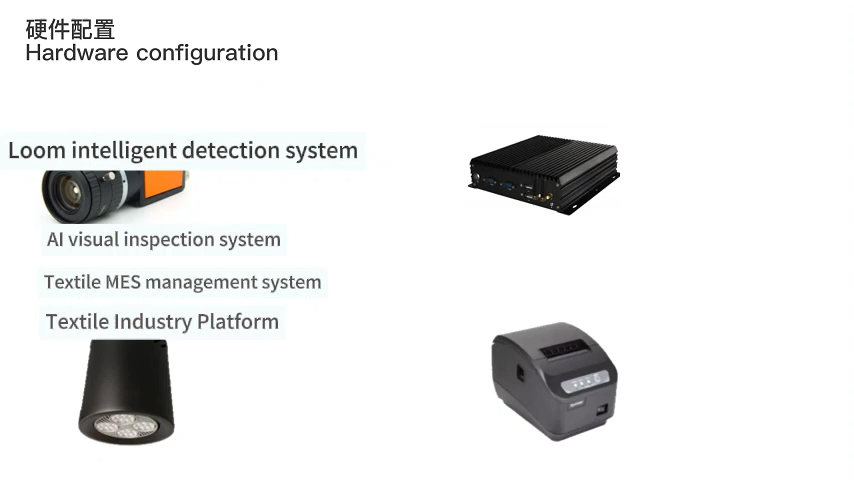 硬件配置
Hardware configuration
Loom intelligent detection system
AI visual inspection system
Textile MES management system
Textile Industry Platform